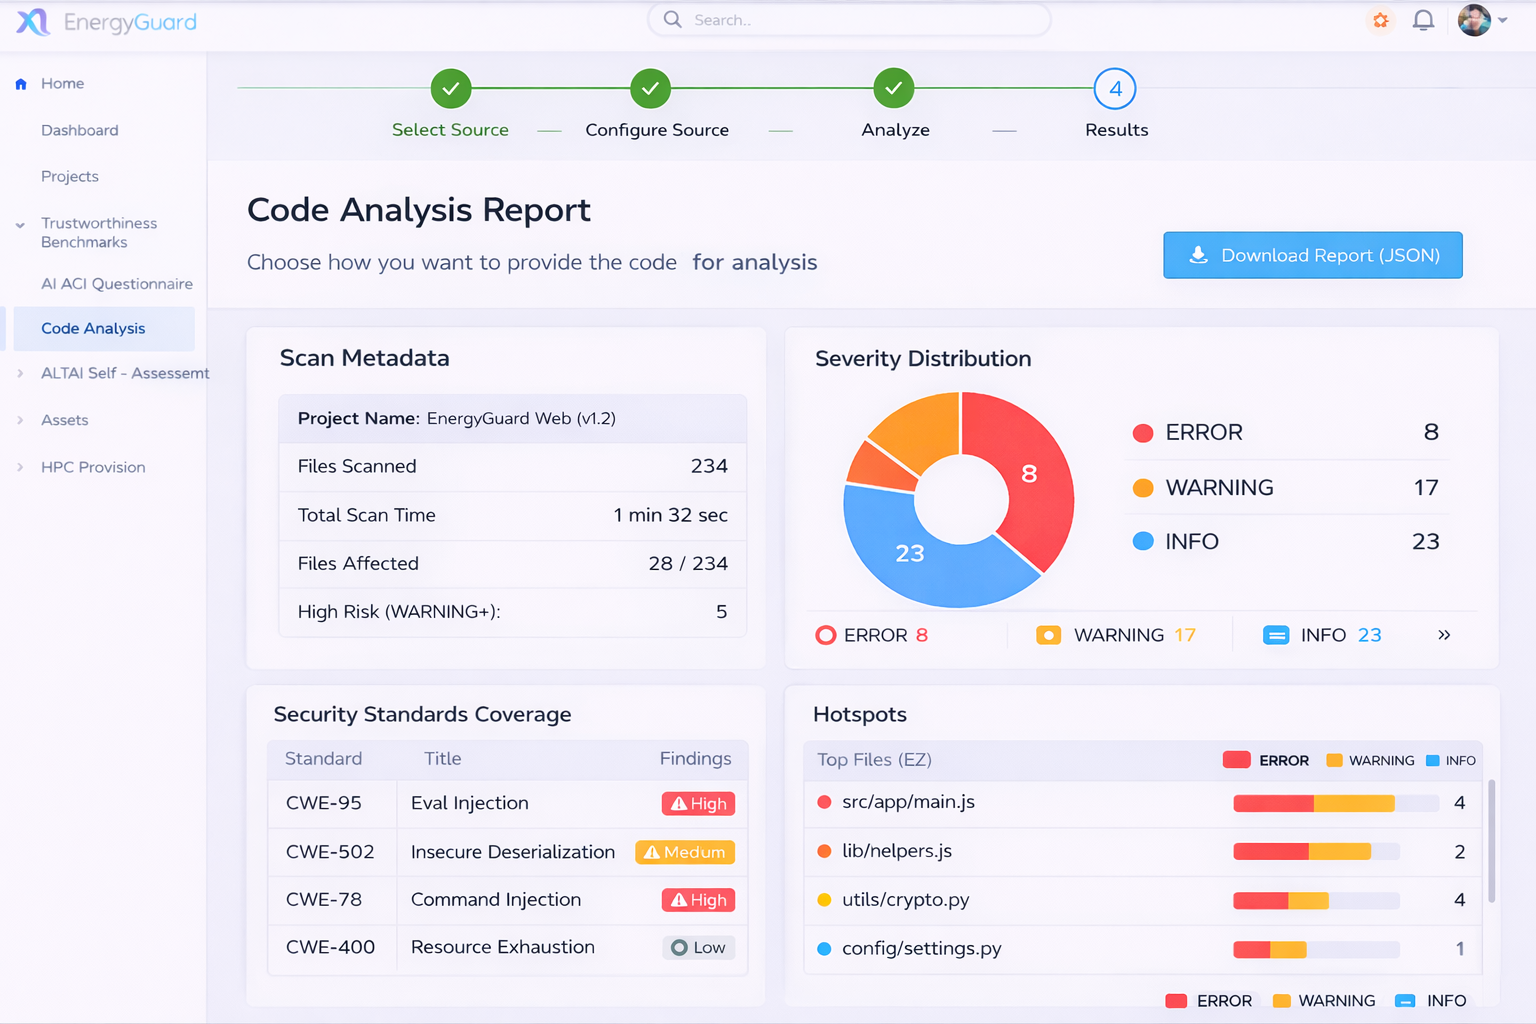 EnergyGuard
Search..
Home
Dashboard
Projects
Trustworthiness
Benchmarks
AI ACI Questionnaire
Code Analysis
ALTAI Self - Assessemt
Assets
HPC Provision
4
Select Source
Configure Source
Analyze
Results
Code Analysis Report
Choose how you want to provide the code for analysis
Download Report (JSON)
Scan Metadata
Project Name: EnergyGuard Web (v1.2)
Files Scanned 234
Total Scan Time 1 min 32 sec
Files Affected 28 / 234
High Risk (WARNING+): 5
Severity Distribution
8
23
ERROR 8
WARNING 17
INFO 23
ERROR 8 WARNING 17 INFO 23 »
Security Standards Coverage
Standard Title Findings
CWE-95 Eval Injection High
CWE-502 Insecure Deserialization Medum
CWE-78 Command Injection High
CWE-400 Resource Exhaustion Low
Hotspots
Top Files (EZ) ERROR WARNING INFO
src/app/main.js 4
lib/nelpers.js 2
utils/crypto.py 4
config/settings.py 1
ERROR WARNING INFO